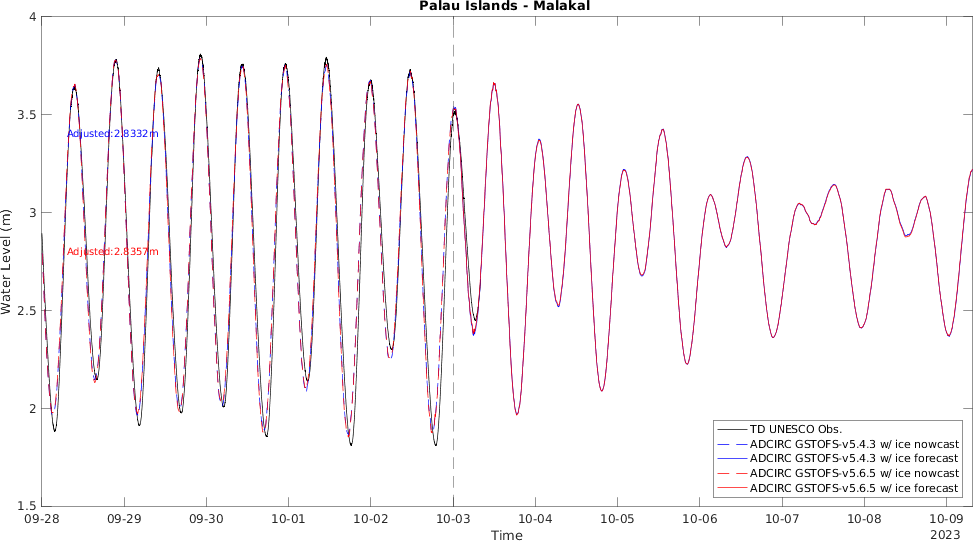 Palau Islands - Malakal
4
3.5
3
2.5
2
1.5
Water Level (m)
Adjusted:2.8332m
Adjusted:2.8357m
TD UNESCO Obs.
ADCIRC GSTOFS-v5.4.3 w/ ice nowcast
ADCIRC GSTOFS-v5.4.3 w/ ice forecast
ADCIRC GSTOFS-v5.6.5 w/ ice nowcast
ADCIRC GSTOFS-v5.6.5 w/ ice forecast
09-28 09-29 09-30 10-01 10-02 10-03 10-04 10-05 10-06 10-07 10-08 10-09
2023
Time